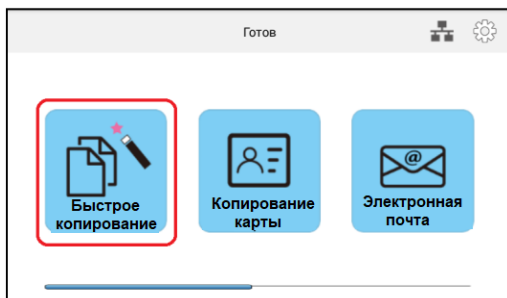 Готов
Быстрое
копирование
Копирование
карты
@
Электронная
почта